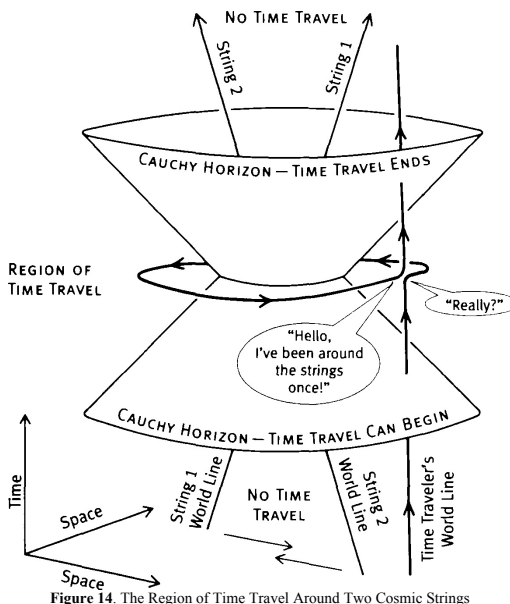 NO TIME TRAVEL
String 2
String 1
CAUCHY HORIZON — TIME TRAVEL ENDS
REGION OF
TIME TRAVEL
"Really?"
"Hello,
I've been around
the strings
once!"
CAUCHY HORIZON — TIME TRAVEL CAN BEGIN
String 1
World Line
NO TIME
TRAVEL
String 2
World Line
Time Traveler's
World Line
Time
Space
Space
Figure 14. The Region of Time Travel Around Two Cosmic Strings